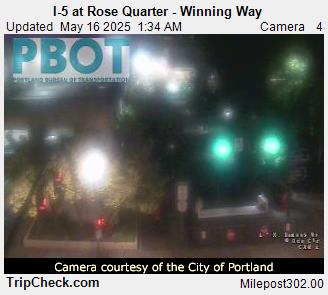 I-5 at Rose Quarter - Winning Way
Updated May 16 2025 1:34 AM Camera 4
PBOT
PORTLAND BUREAU OF TRANSPORTATION
Camera courtesy of the City of Portland
TripCheck.com Milepost302.00